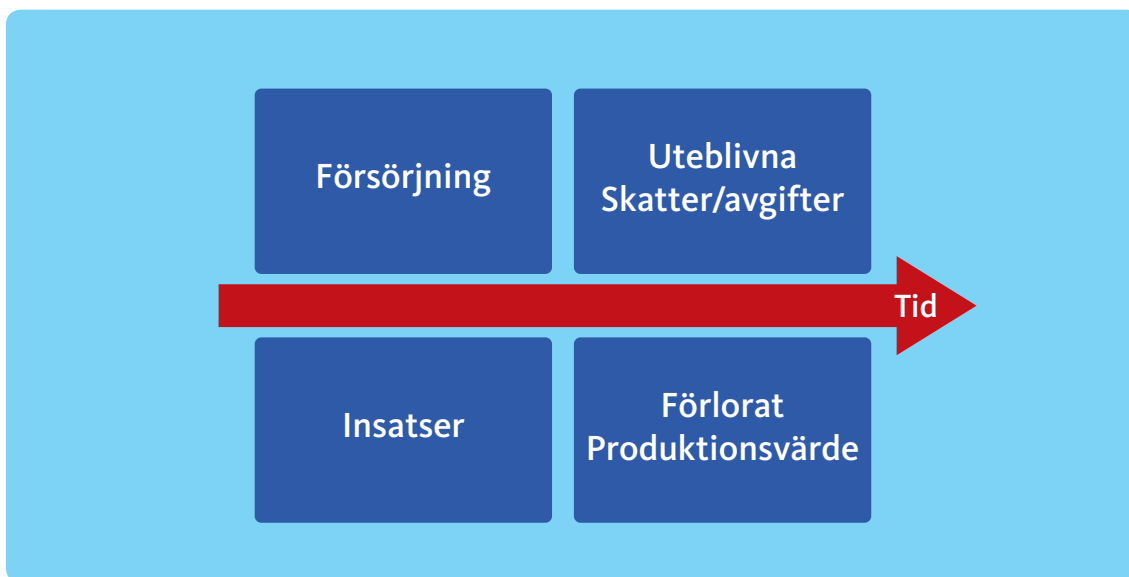 Försörjning
Uteblivna
Skatter/avgifter
Tid
Insatser
Förlorat
Produktionsvärde